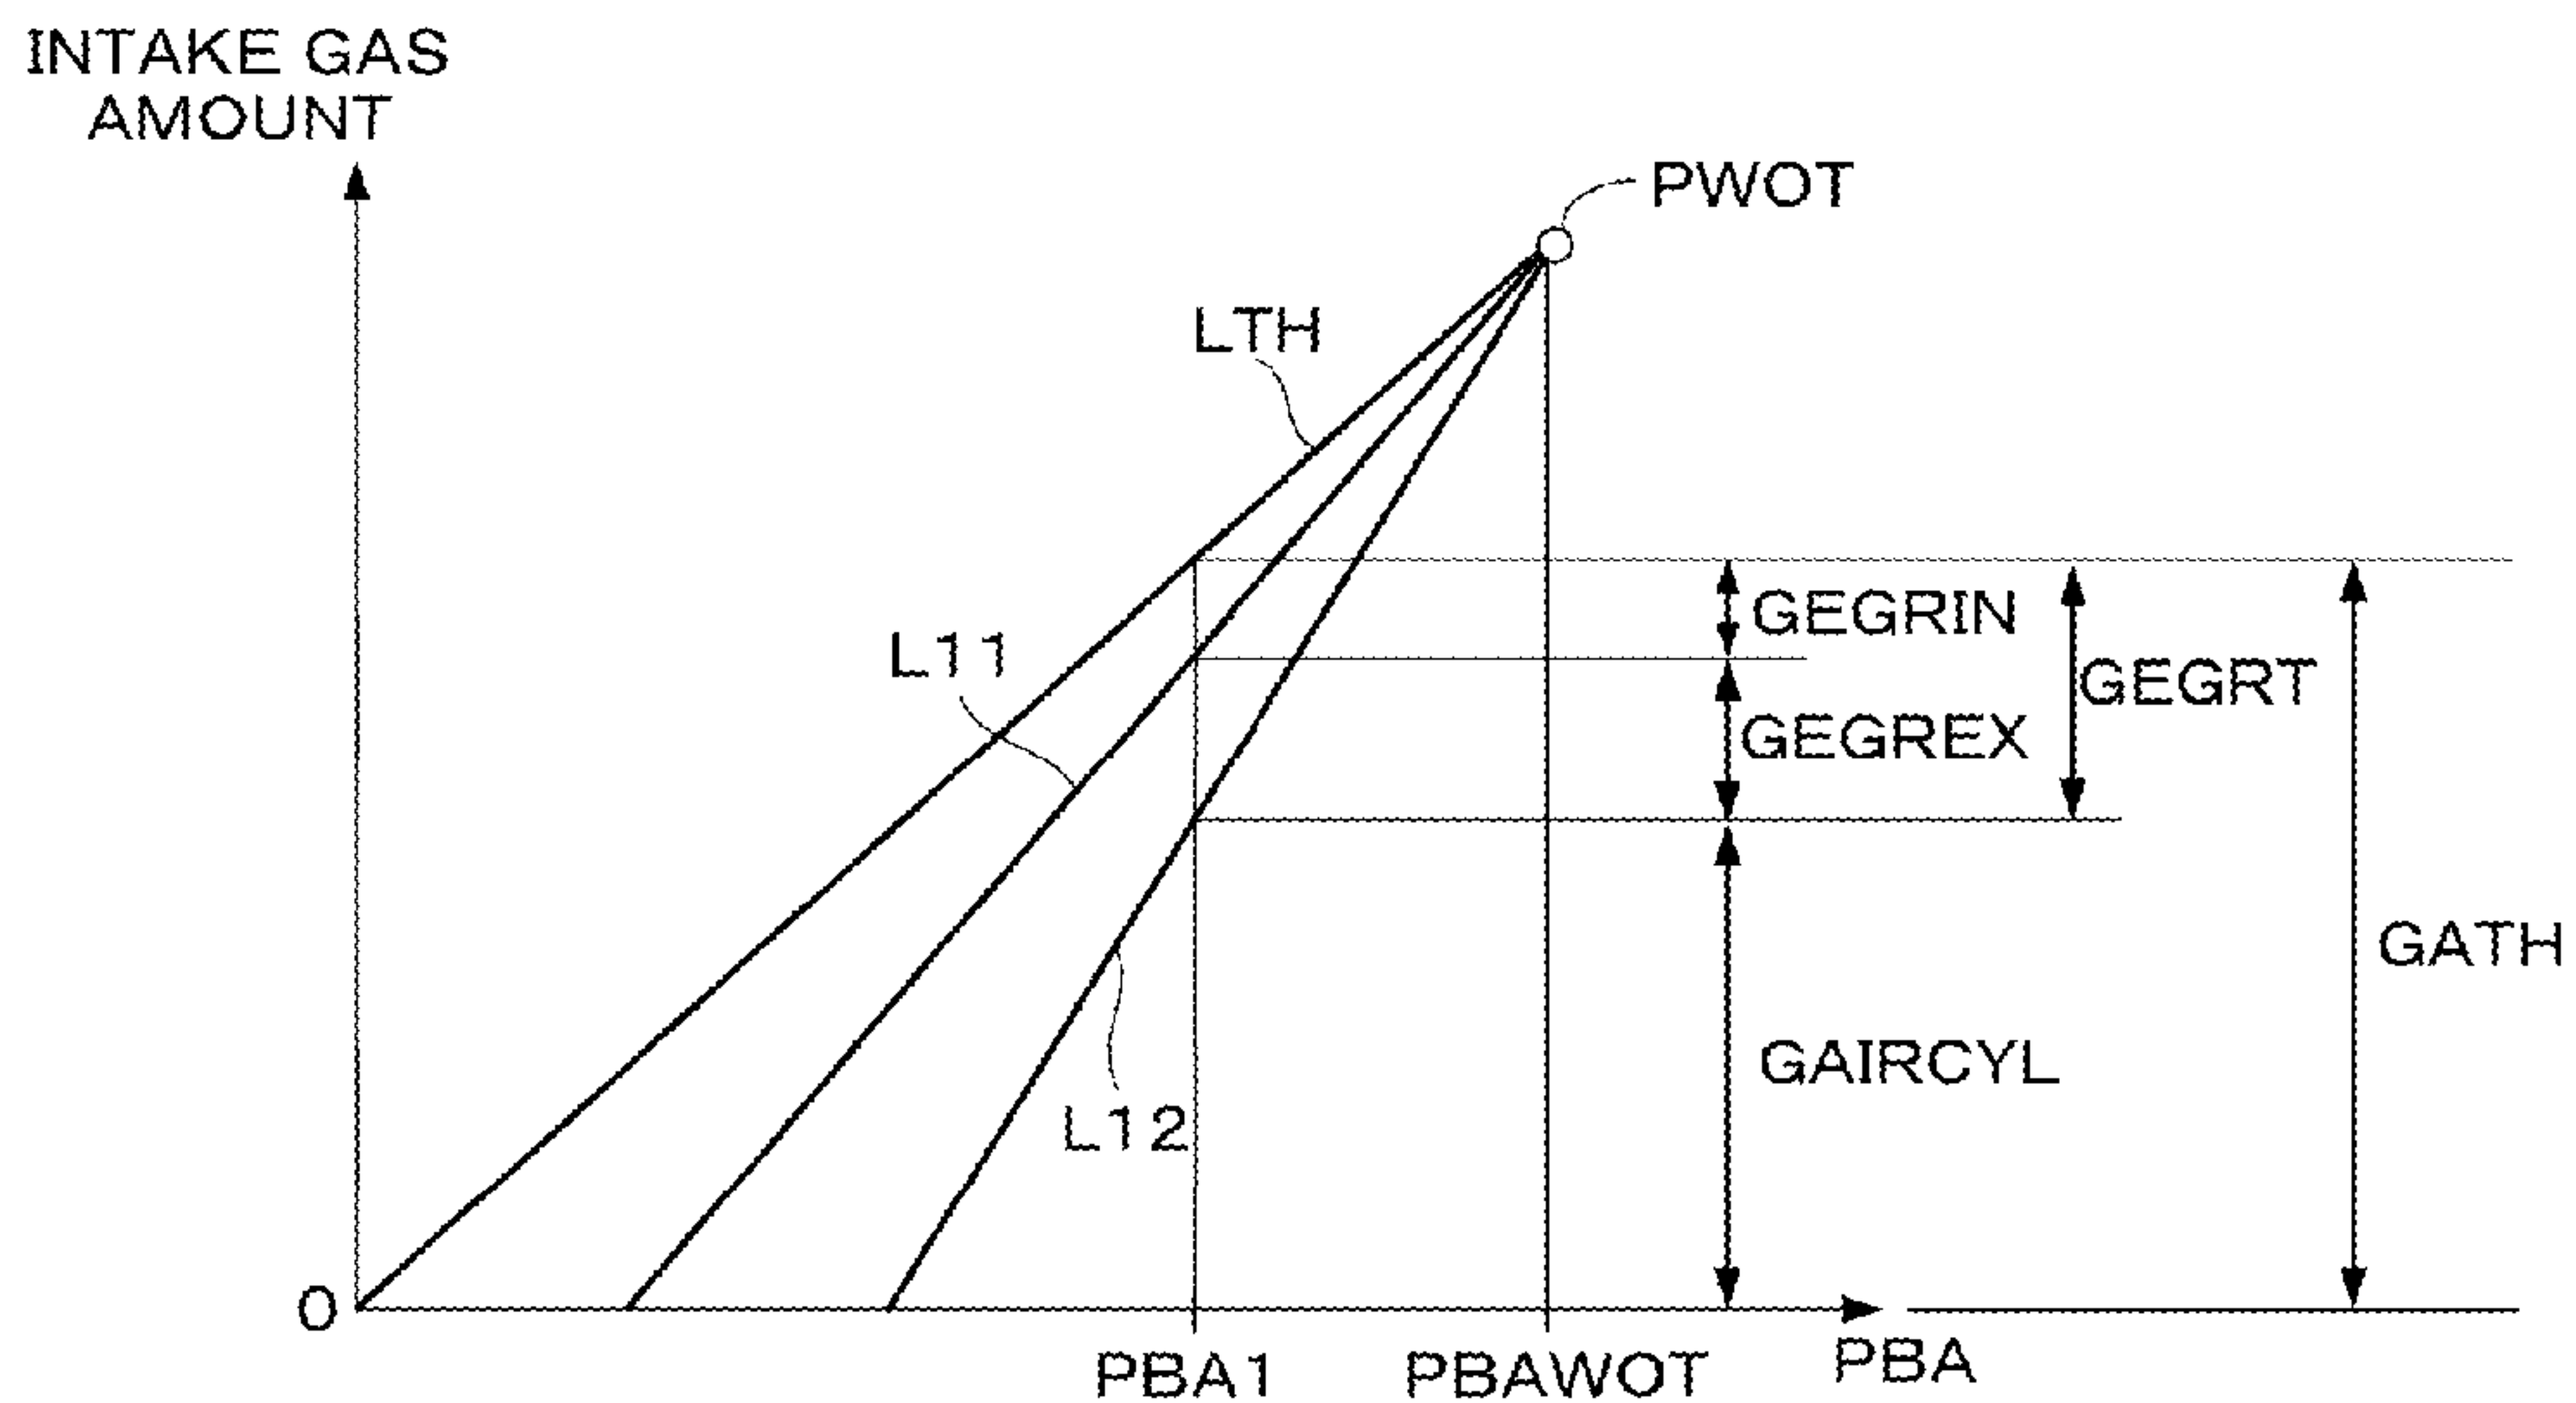 INTAKE GAS
AMOUNT
PWOT
LTH
L11
GEGRIN
GEGRT
GEGREX
GATH
GAIRCYL
L12
0
PBA1
PBAWOT
PBA